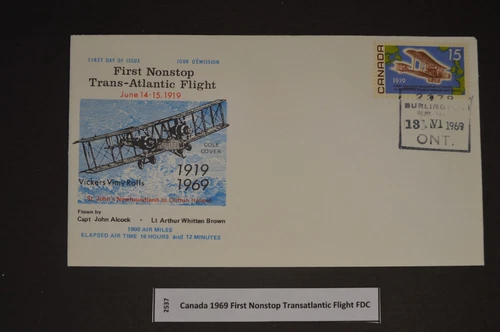 FIRST DAY OF ISSUE JOUR D'ÉMISSION
First Nonstop
Trans-Atlantic Flight
June 14-15, 1919
COLE
COVER
1919
1969
Vickers Vimy Rolls
St. John's Newfoundland to Clifden Ireland
Flown by
Capt John Alcock - Lt Arthur Whitten Brown
1900 AIR MILES
ELAPSED AIR TIME 16 HOURS and 12 MINUTES
CANADA
15
1919
BURLINGTON
13 VI 1969
ONT.
2537
Canada 1969 First Nonstop Transatlantic Flight FDC